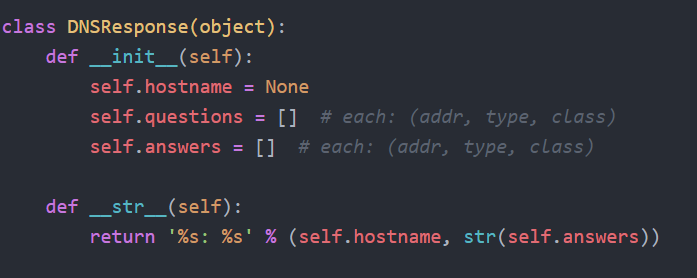 class DNSResponse(object):
    def __init__(self):
        self.hostname = None
        self.questions = []  # each: (addr, type, class)
        self.answers = []  # each: (addr, type, class)

    def __str__(self):
        return '%s: %s' % (self.hostname, str(self.answers))